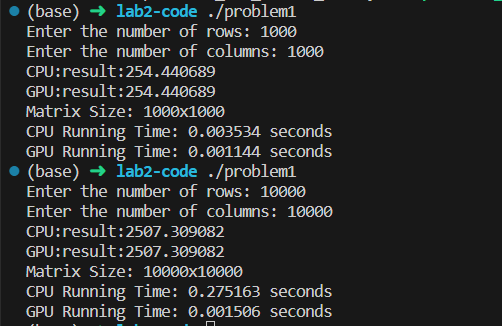 (base) ➜ lab2-code ./problem1
Enter the number of rows: 1000
Enter the number of columns: 1000
CPU:result:254.440689
GPU:result:254.440689
Matrix Size: 1000x1000
CPU Running Time: 0.003534 seconds
GPU Running Time: 0.001144 seconds
(base) ➜ lab2-code ./problem1
Enter the number of rows: 10000
Enter the number of columns: 10000
CPU:result:2507.309082
GPU:result:2507.309082
Matrix Size: 10000x10000
CPU Running Time: 0.275163 seconds
GPU Running Time: 0.001506 seconds
(base) ➜ lab2-code